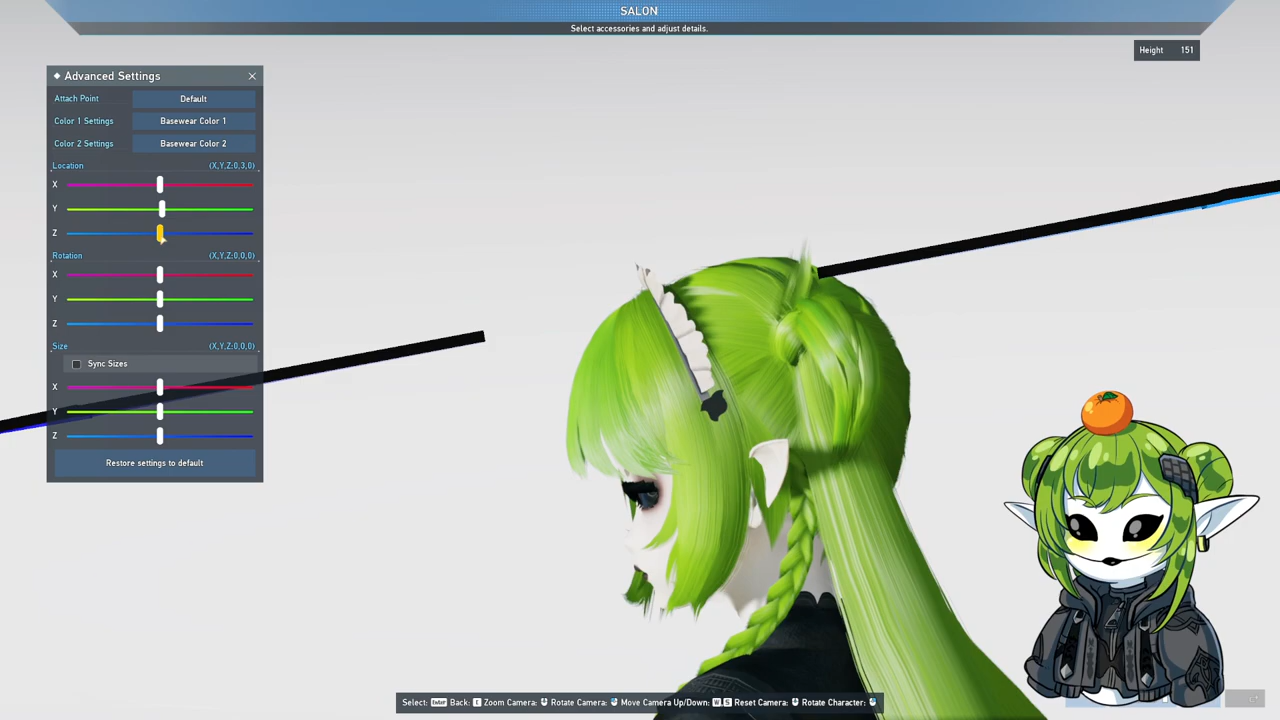 SALON
Select accessories and adjust details.
Height 151
Advanced Settings
Attach Point Default
Color 1 Settings Basewear Color 1
Color 2 Settings Basewear Color 2
Location (X,Y,Z:0,3,0)
X
Y
Z
Rotation (X,Y,Z:0,0,0)
X
Y
Z
Size (X,Y,Z:0,0,0)
Sync Sizes
X
Y
Z
Restore settings to default
Select: Enter Back: E Zoom Camera: Rotate Camera: Move Camera Up/Down: W,S Reset Camera: Rotate Character: